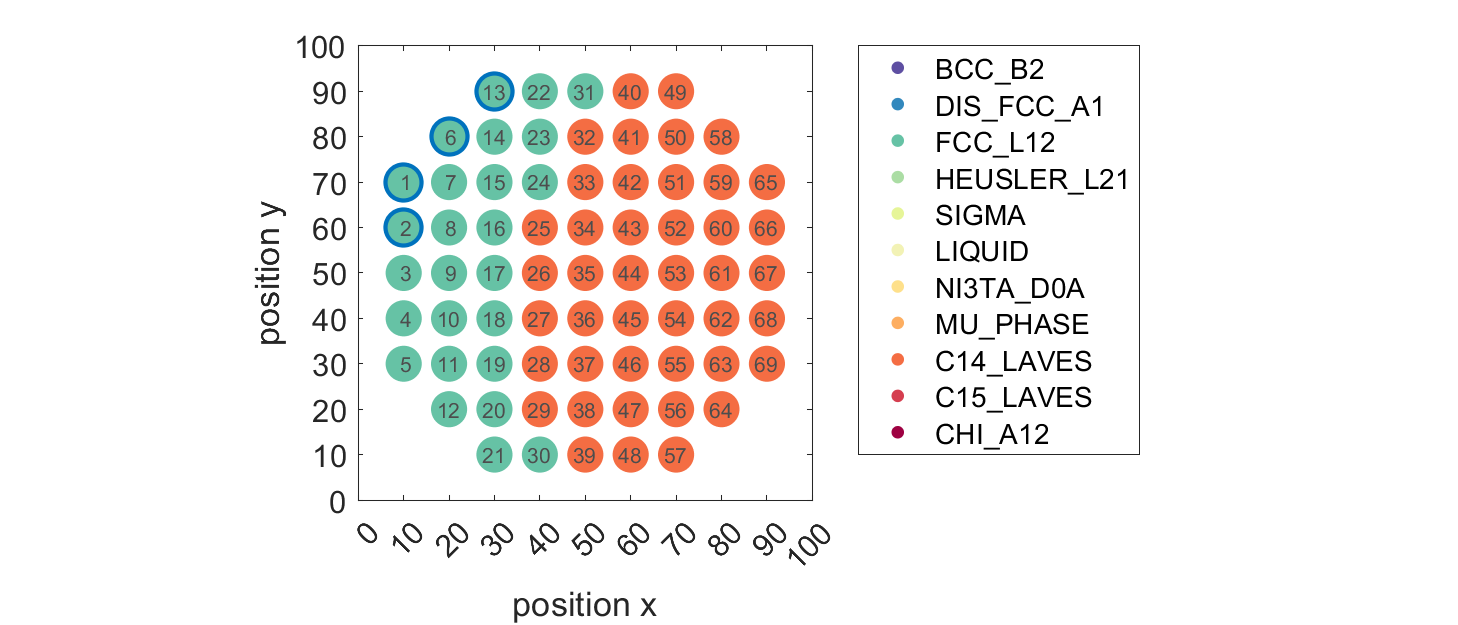 100
90
80
70
60
50
40
30
20
10
0
position y
13 22 31 40 49
6 14 23 32 41 50 58
1 7 15 24 33 42 51 59 65
2 8 16 25 34 43 52 60 66
3 9 17 26 35 44 53 61 67
4 10 18 27 36 45 54 62 68
5 11 19 28 37 46 55 63 69
12 20 29 38 47 56 64
21 30 39 48 57
0 10 20 30 40 50 60 70 80 90 100
position x
BCC_B2
DIS_FCC_A1
FCC_L12
HEUSLER_L21
SIGMA
LIQUID
NI3TA_D0A
MU_PHASE
C14_LAVES
C15_LAVES
CHI_A12